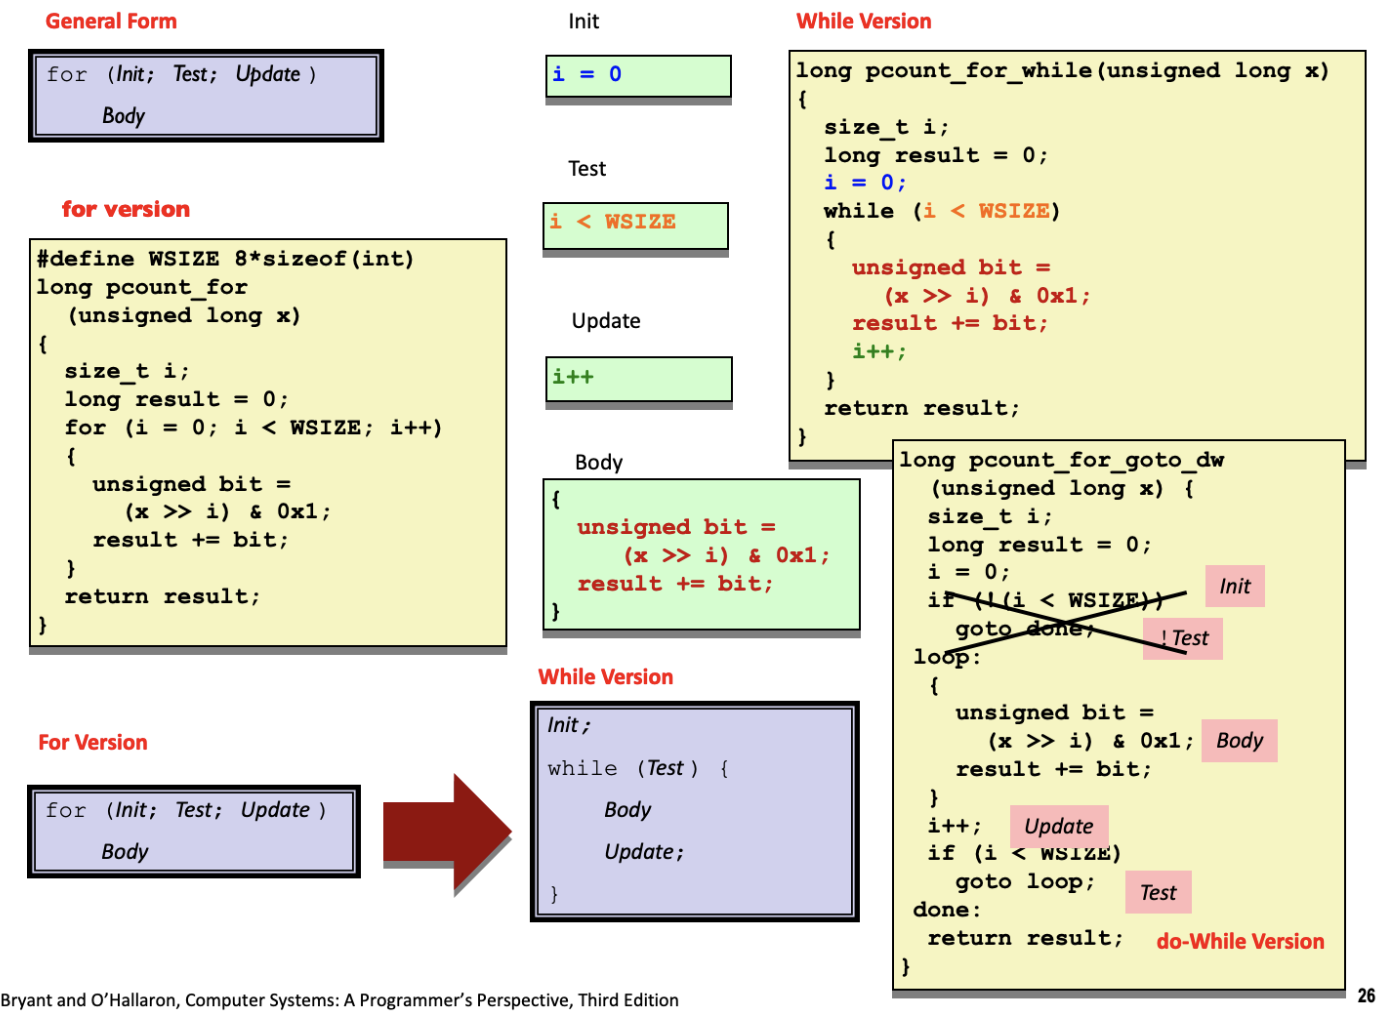 General Form
for (Init; Test; Update )
Body
for version
#define WSIZE 8*sizeof(int)
long pcount_for
(unsigned long x)
{
size_t i;
long result = 0;
for (i = 0; i < WSIZE; i++)
{
unsigned bit =
(x >> i) & 0x1;
result += bit;
}
return result;
}
For Version
for (Init; Test; Update )
Body
Init
i = 0
Test
i < WSIZE
Update
i++
Body
{
unsigned bit =
(x >> i) & 0x1;
result += bit;
}
While Version
Init;
while (Test ) {
Body
Update;
}
While Version
long pcount_for_while(unsigned long x)
{
size_t i;
long result = 0;
i = 0;
while (i < WSIZE)
{
unsigned bit =
(x >> i) & 0x1;
result += bit;
i++;
}
return result;
}
long pcount_for_goto_dw
(unsigned long x) {
size_t i;
long result = 0;
i = 0;
Init
if (!(i < WSIZE))
goto done;
!Test
loop:
{
unsigned bit =
(x >> i) & 0x1;
Body
result += bit;
}
i++;
Update
if (i < WSIZE)
goto loop;
Test
done:
return result;
do-While Version
}
Bryant and O'Hallaron, Computer Systems: A Programmer's Perspective, Third Edition
26